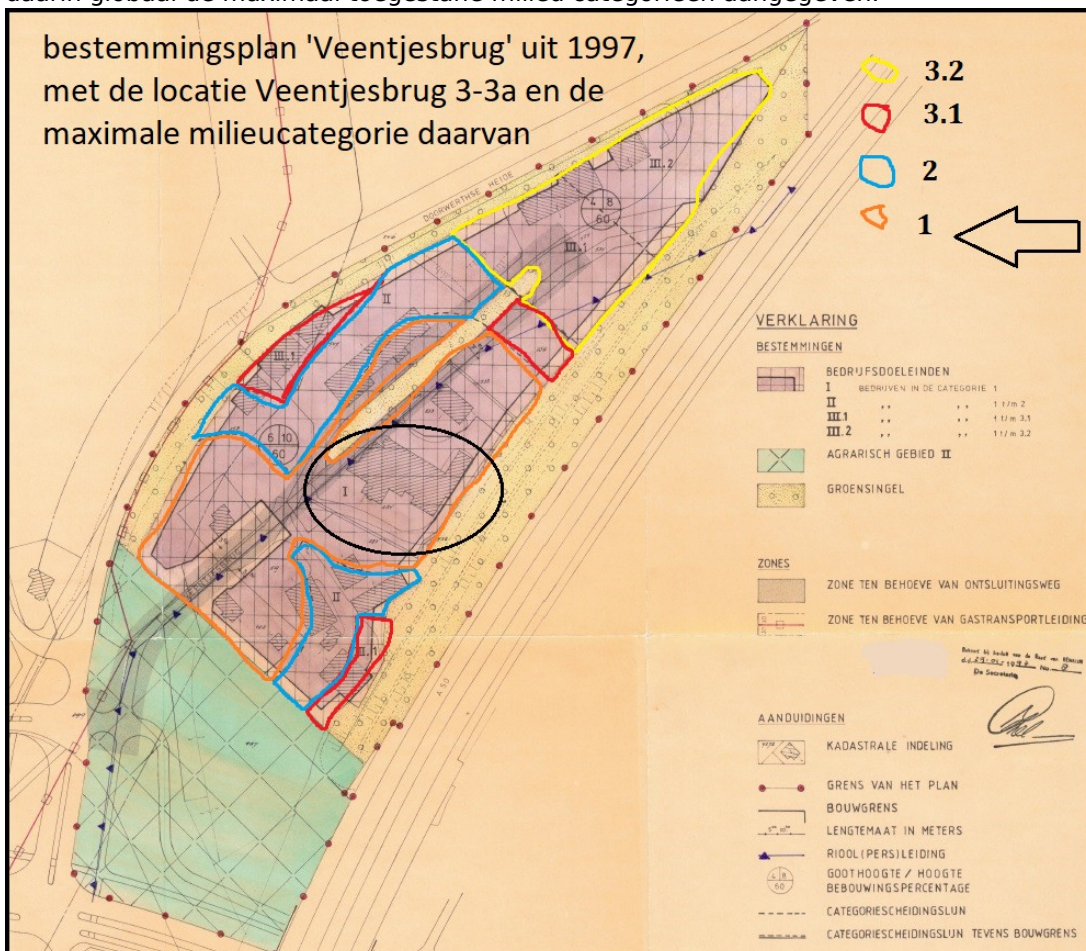 bestemmingsplan 'Veentjesbrug' uit 1997,
met de locatie Veentjesbrug 3-3a en de
maximale milieucategorie daarvan
3.2
3.1
2
1
DOORWERTHSE HEIDE
III.2
4 8
60
III.1
II
III.1
6 10
60
I
II
III.1
A 50
VERKLARING
BESTEMMINGEN
BEDRIJFSDOELEINDEN
I BEDRIJVEN IN DE CATEGORIE 1
II ,, ,, 1 t/m 2
III.1 ,, ,, 1 t/m 3.1
III.2 ,, ,, 1 t/m 3.2
AGRARISCH GEBIED II
GROENSINGEL
ZONES
ZONE TEN BEHOEVE VAN ONTSLUITINGSWEG
ZONE TEN BEHOEVE VAN GASTRANSPORTLEIDING
De Secretaris
AANDUIDINGEN
KADASTRALE INDELING
GRENS VAN HET PLAN
BOUWGRENS
LENGTEMAAT IN METERS
RIOOL(PERS)LEIDING
4 8
60
GOOTHOOGTE / HOOGTE
BEBOUWINGSPERCENTAGE
CATEGORIESCHEIDINGSLIJN
CATEGORIESCHEIDINGSLIJN TEVENS BOUWGRENS